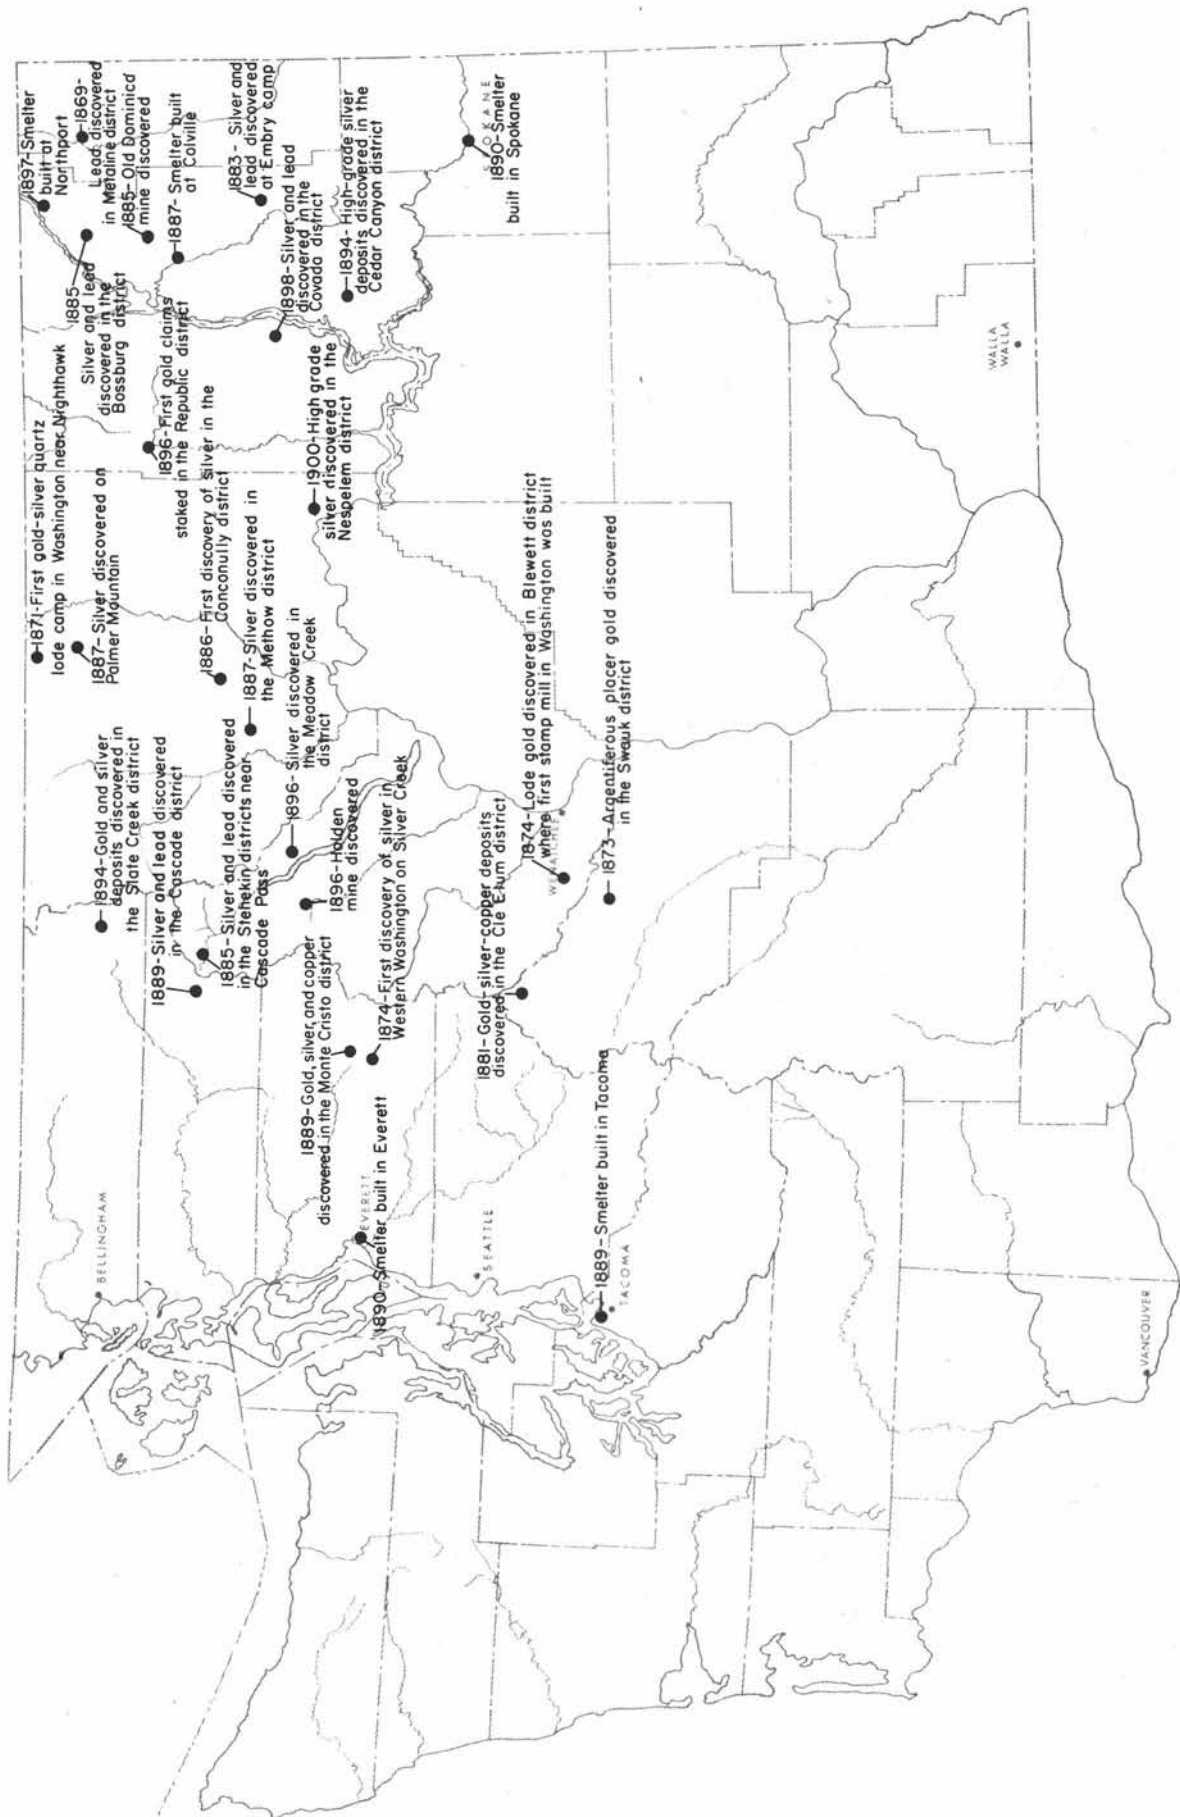 1897-Smelter
built at
Northport
1869-
Lead discovered
in Metaline district
1885-
Silver and lead
discovered in the
Bossburg district
1885-Old Dominicd
mine discovered
1887-Smelter built
at Colville
1883-Silver and
lead discovered
at Embry camp
1898-Silver and lead
discovered in the
Covada district
1894-High-grade silver
deposits discovered in the
Cedar Canyon district
SPOKANE
1890-Smelter
built in Spokane
1871-First gold-silver quartz
lode camp in Washington near Nighthawk
1887-Silver discovered on
Palmer Mountain
1896-First gold claims
staked in the Republic district
1886-First discovery of silver in the
Conconully district
1887-Silver discovered in
the Methow district
1900-High grade
silver discovered in the
Nespelem district
1896-Silver discovered in
the Meadow Creek
district
1894-Gold and silver
deposits discovered in
the Slate Creek district
1889-Silver and lead discovered
in the Cascade district
1885-Silver and lead discovered
in the Stehekin districts near
Cascade Pass
1896-Holden
mine discovered
1889-Gold, silver, and copper
discovered in the Monte Cristo district
1874-First discovery of silver in
Western Washington on Silver Creek
1881-Gold-silver-copper deposits
discovered in the Cle Elum district
WENATCHEE
1874-Lode gold discovered in Blewett district
where first stamp mill in Washington was built
1873-Argentiferous placer gold discovered
in the Swauk district
BELLINGHAM
EVERETT
1890-Smelter built in Everett
SEATTLE
1889-Smelter built in Tacoma
TACOMA
WALLA
WALLA
VANCOUVER